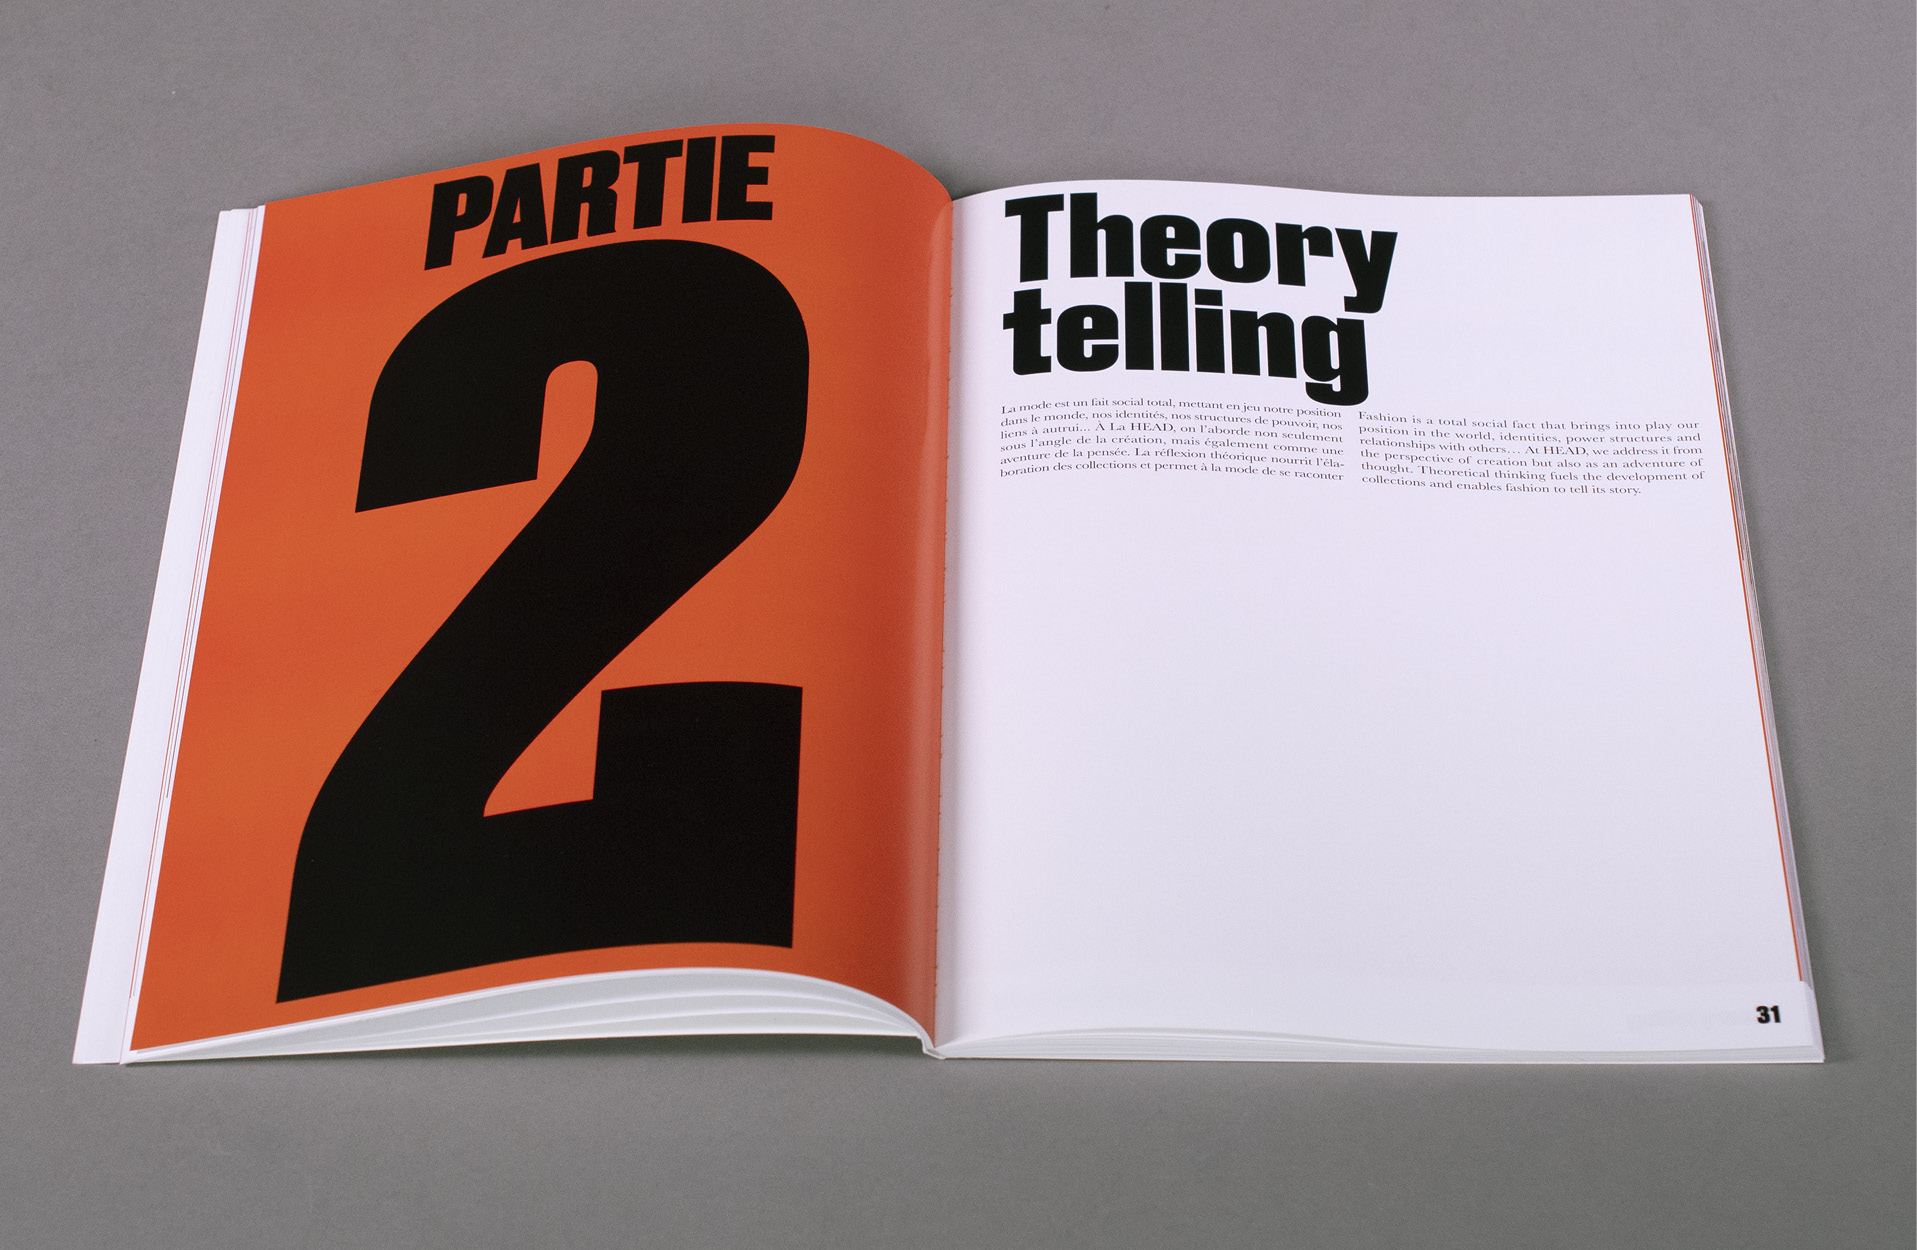 PARTIE
2
Theory
telling
La mode est un fait social total, mettant en jeu notre position
dans le monde, nos identités, nos structures de pouvoir, nos
liens à autrui… À La HEAD, on l’aborde non seulement
sous l’angle de la création, mais également comme une
aventure de la pensée. La réflexion théorique nourrit l’éla-
boration des collections et permet à la mode de se raconter
Fashion is a total social fact that brings into play our
position in the world, identities, power structures and
relationships with others… At HEAD, we address it from
the perspective of creation but also as an adventure of
thought. Theoretical thinking fuels the development of
collections and enables fashion to tell its story.
31